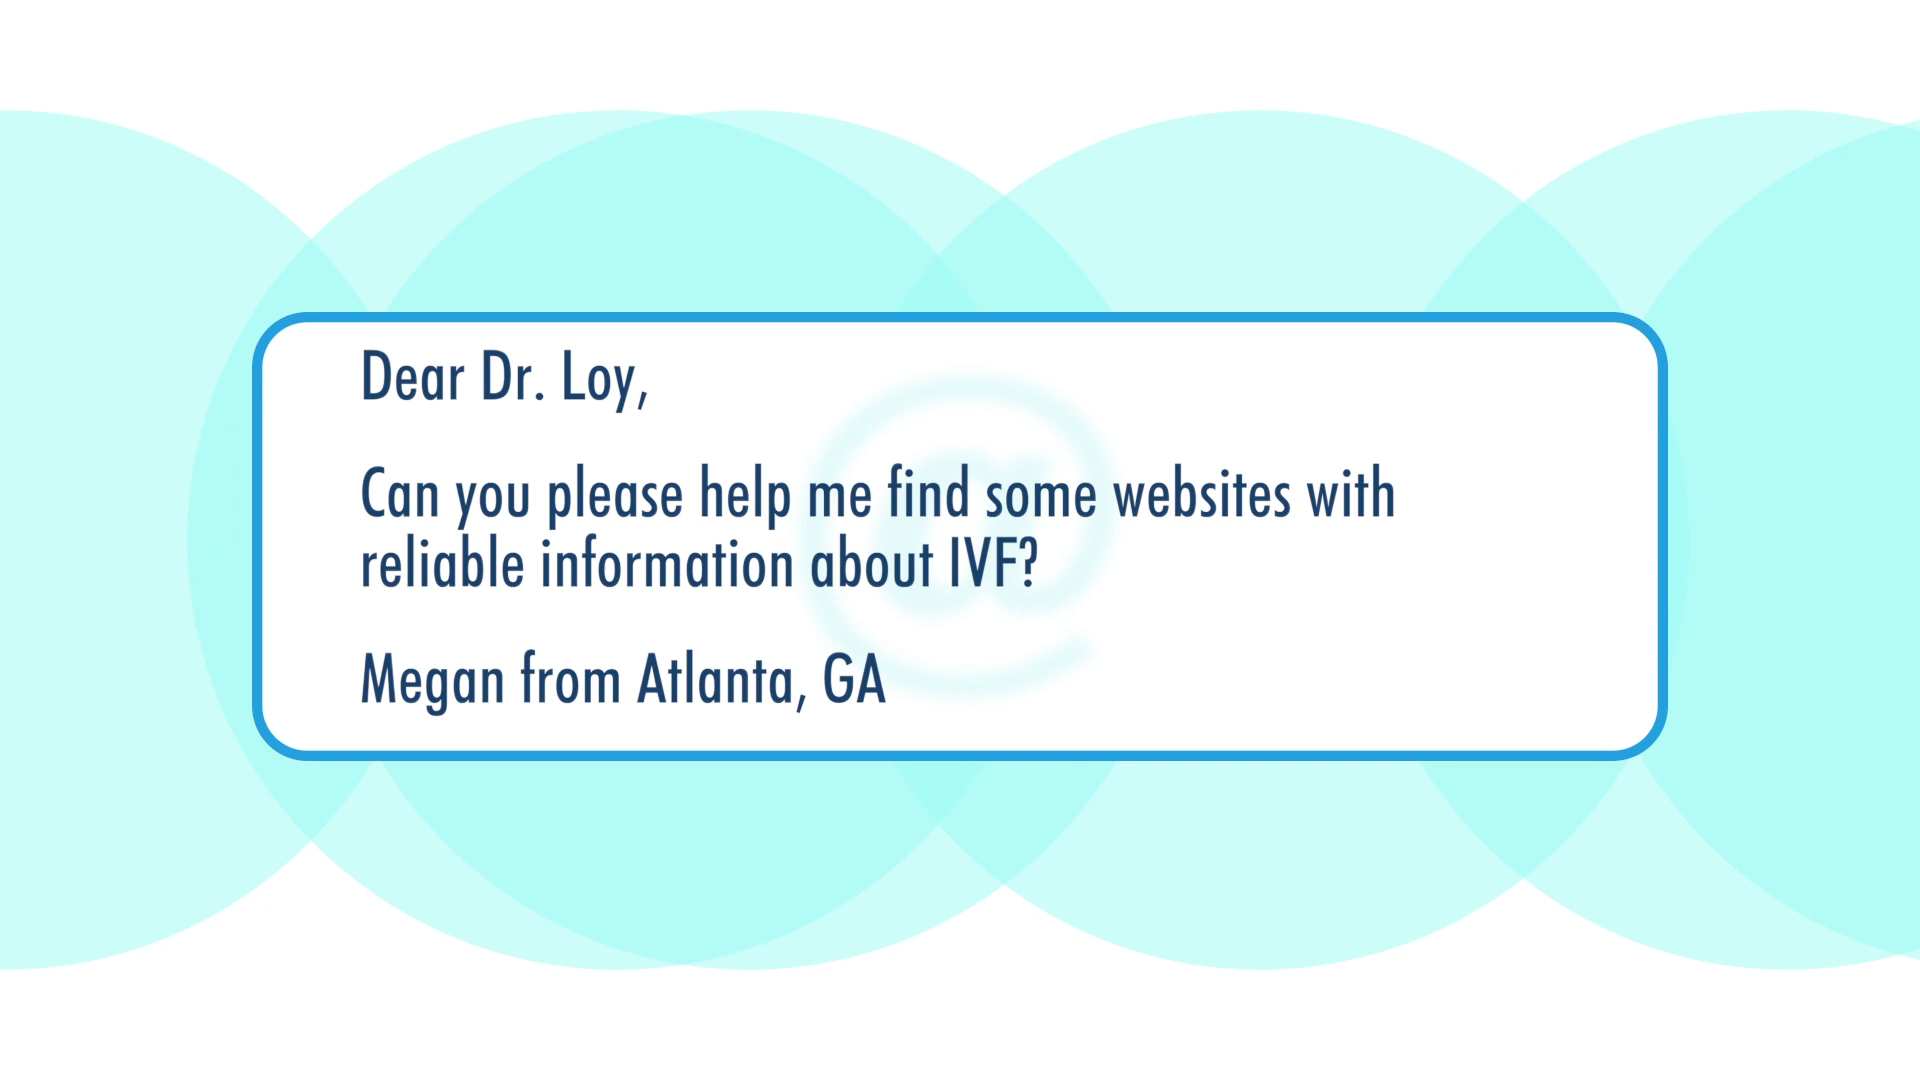 Dear Dr. Loy,
Can you please help me find some websites with
reliable information about IVF?
Megan from Atlanta, GA
@